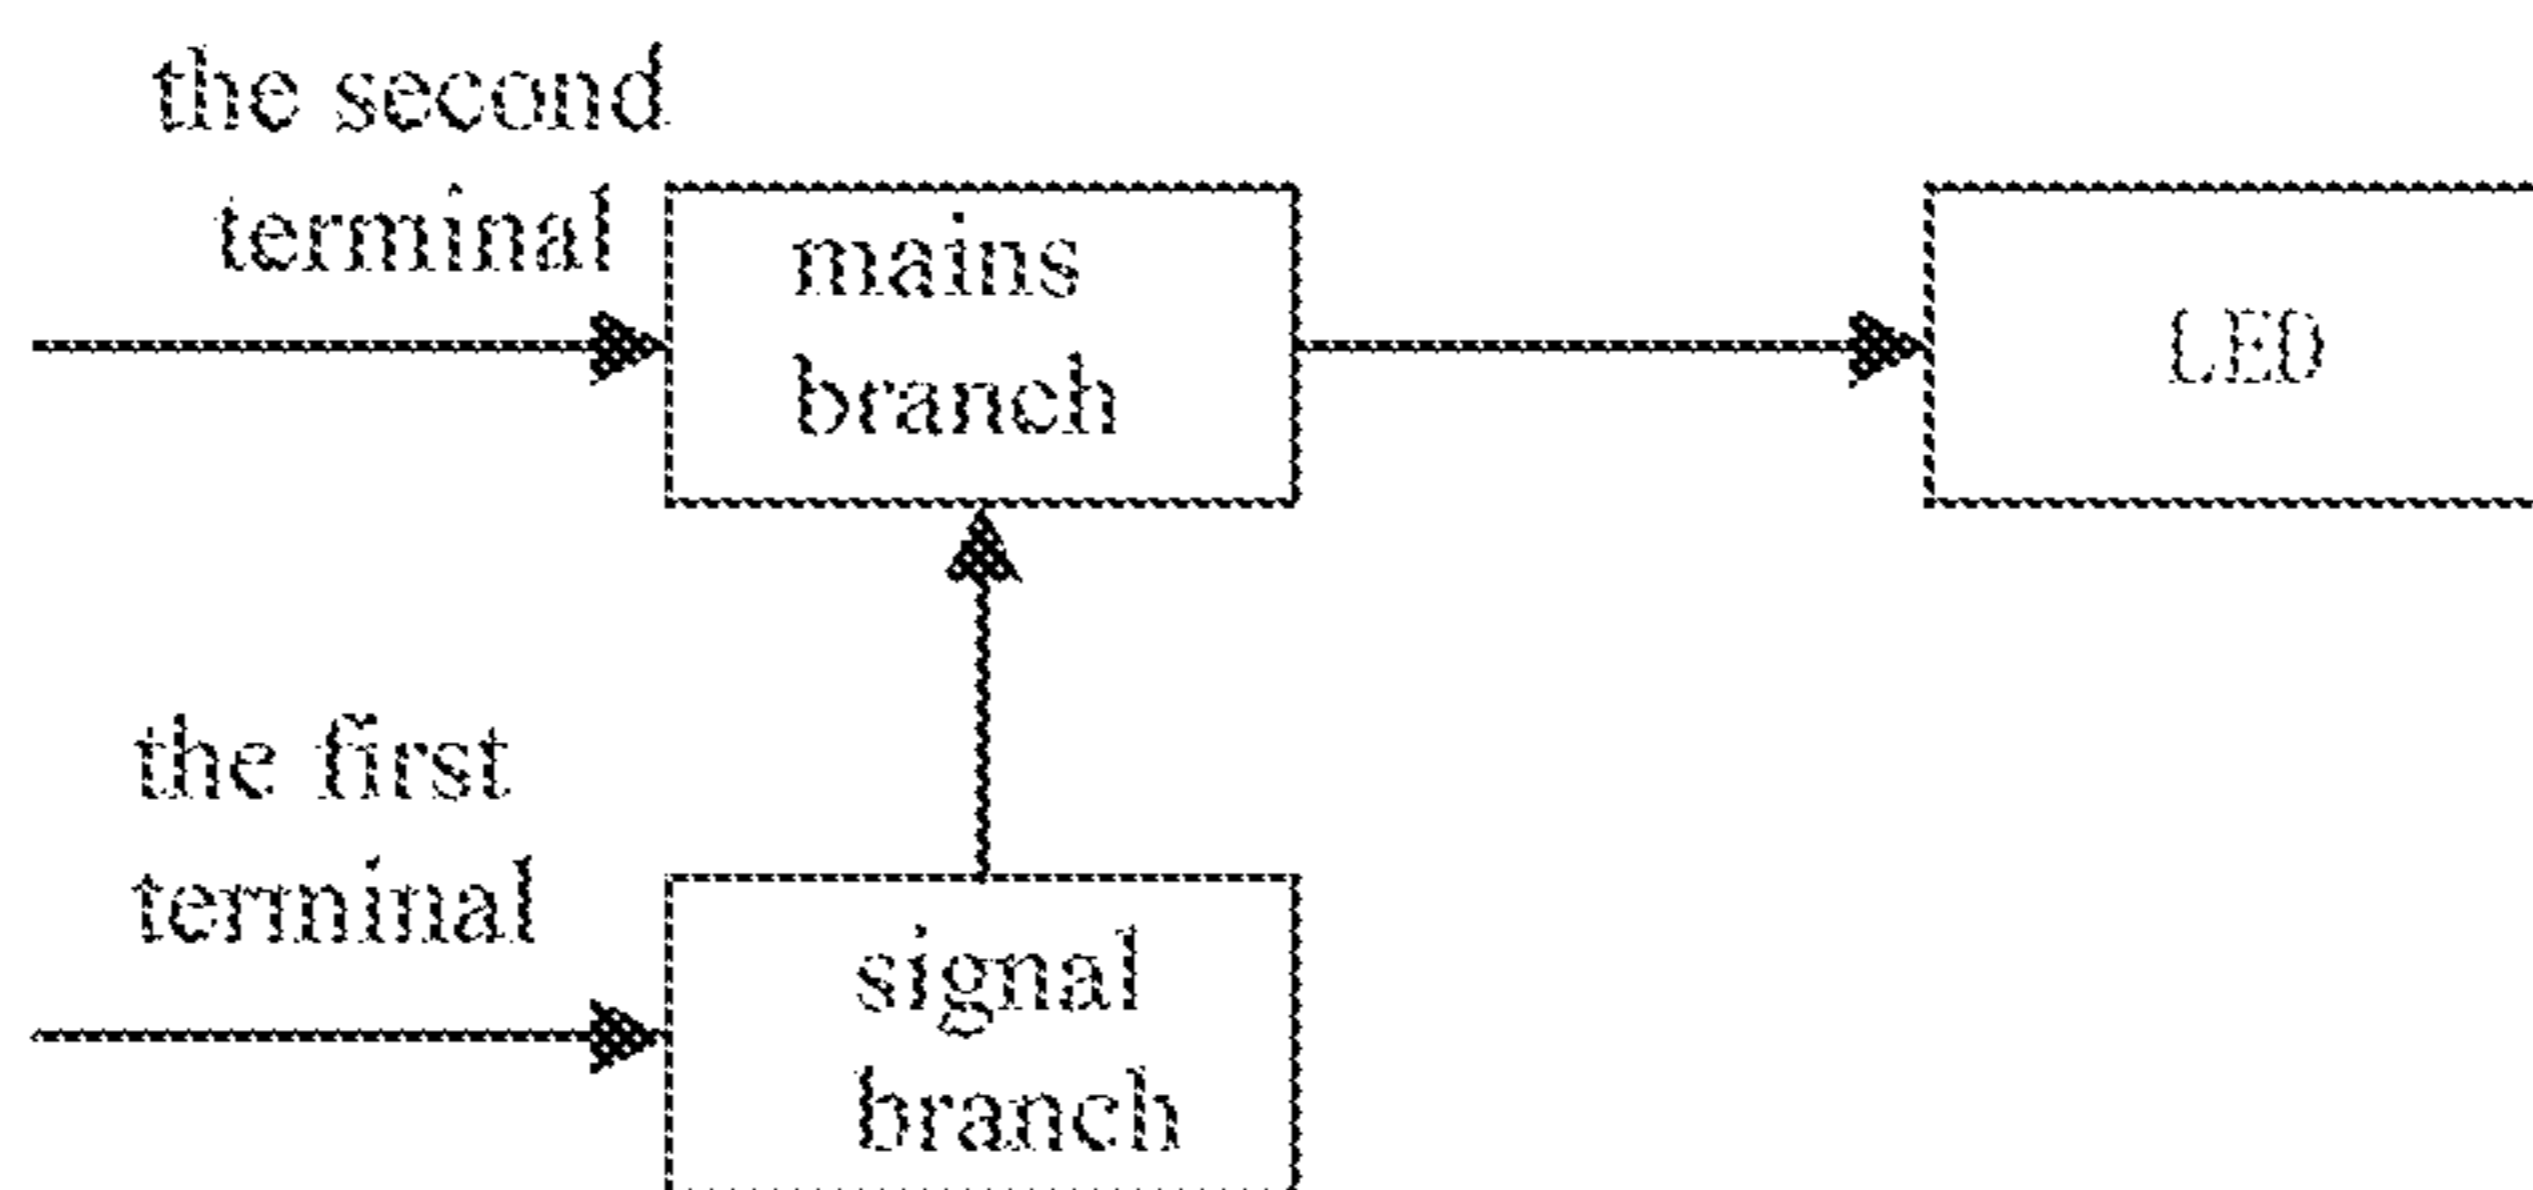 the second
terminal
mains
branch
LED
the first
terminal
signal
branch